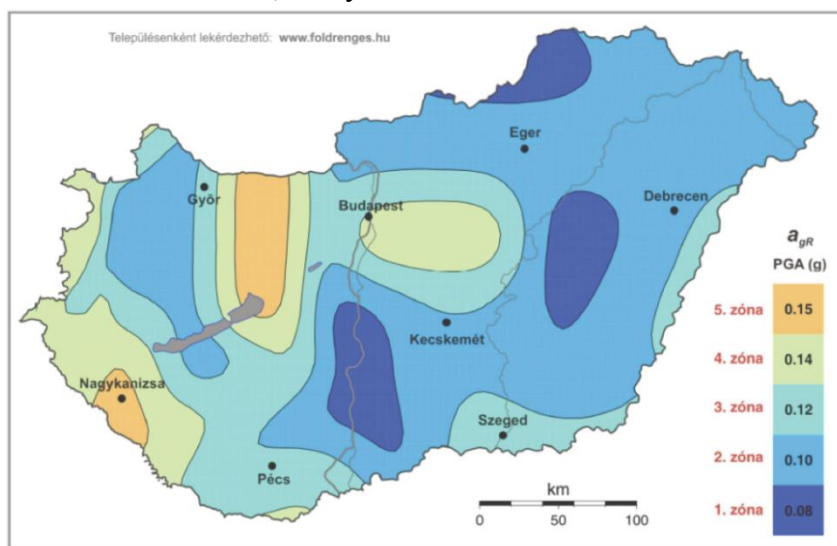 Településenként lekérdezhető: www.foldrenges.hu
Eger
Győr
Budapest
Debrecen
a_gR
PGA (g)
5. zóna 0.15
4. zóna 0.14
3. zóna 0.12
2. zóna 0.10
1. zóna 0.08
Kecskemét
Nagykanizsa
Szeged
Pécs
km
0 50 100